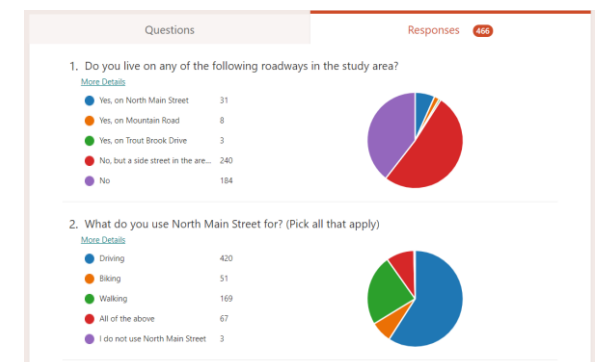 Questions
Responses 466
1. Do you live on any of the following roadways in the study area?
More Details
Yes, on North Main Street 31
Yes, on Mountain Road 8
Yes, on Trout Brook Drive 3
No, but a side street in the are... 240
No 184
2. What do you use North Main Street for? (Pick all that apply)
More Details
Driving 420
Biking 51
Walking 169
All of the above 67
I do not use North Main Street 3